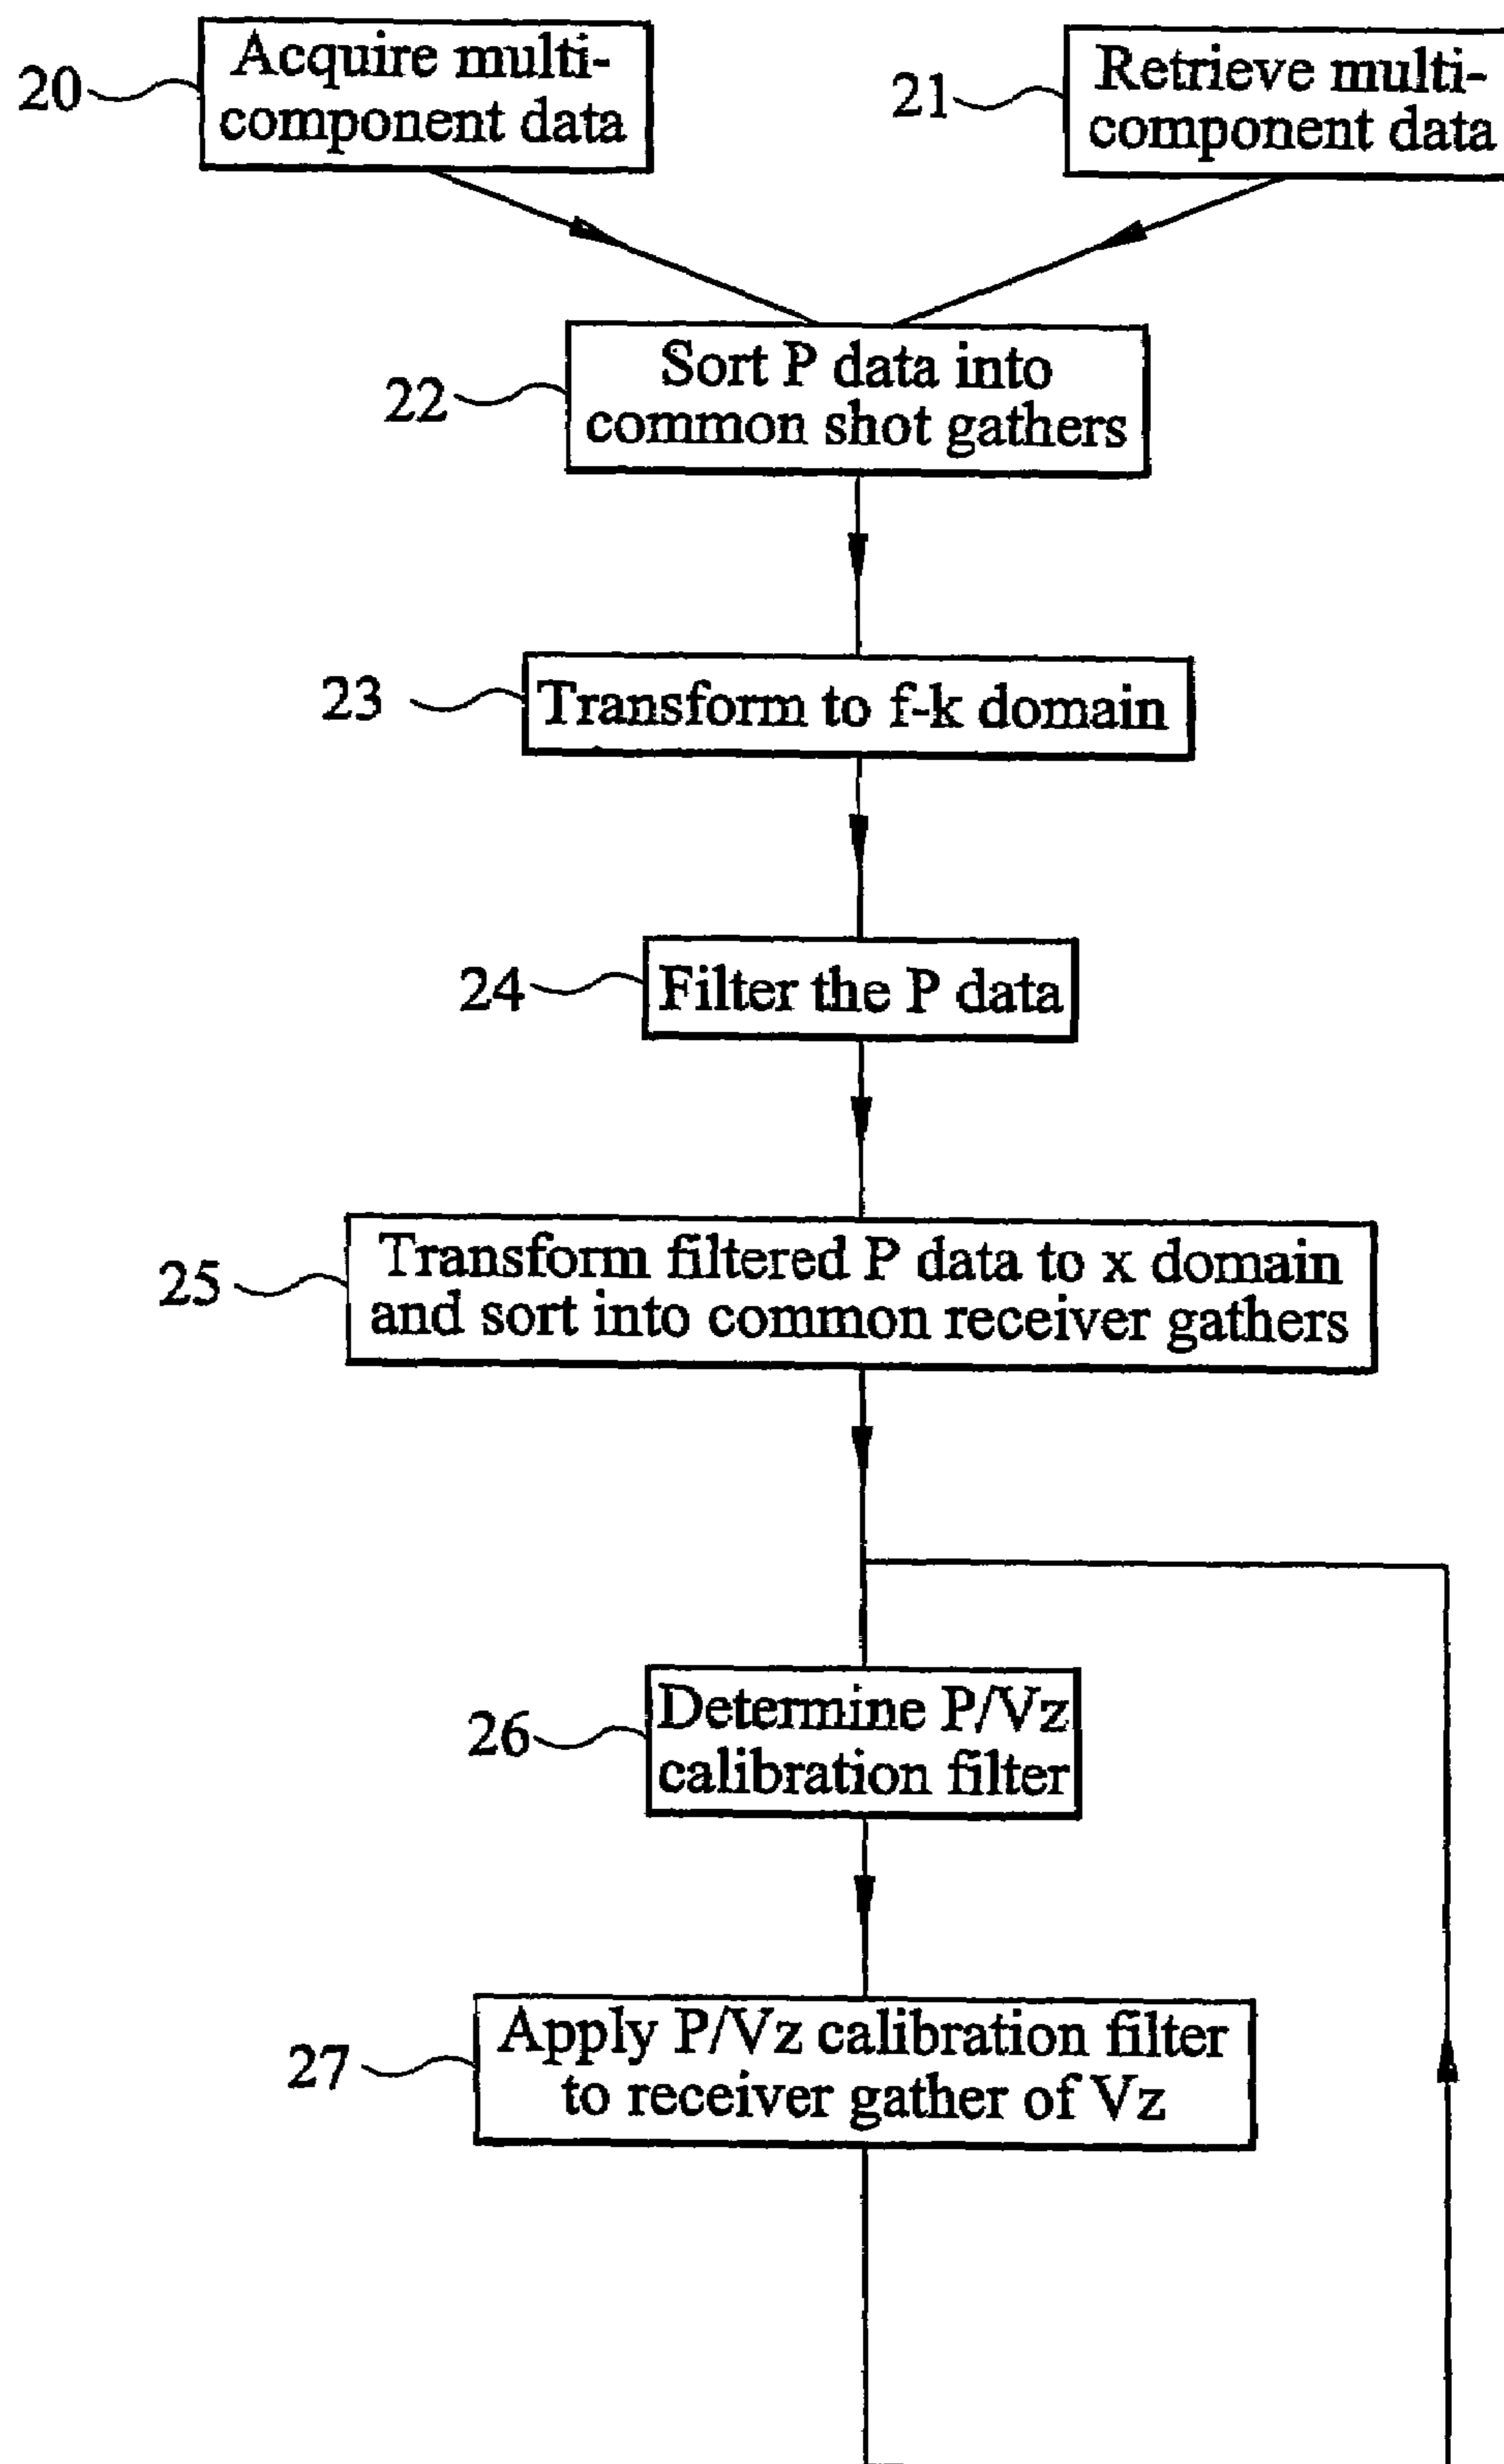 20
Acquire multi-
component data
21
Retrieve multi-
component data
22
Sort P data into
common shot gathers
23
Transform to f-k domain
24
Filter the P data
25
Transform filtered P data to x domain
and sort into common receiver gathers
26
Determine P/Vz
calibration filter
27
Apply P/Vz calibration filter
to receiver gather of Vz